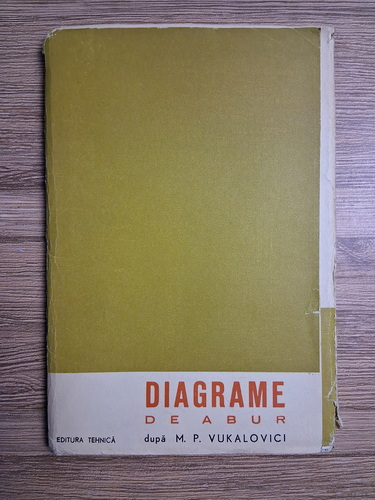 DIAGRAME
DE ABUR
EDITURA TEHNICĂ
după M. P. VUKALOVICI